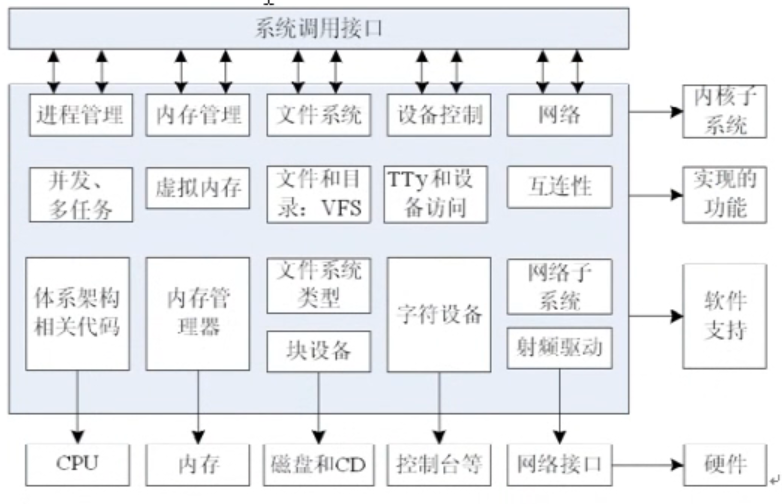 系统调用接口
进程管理
内存管理
文件系统
设备控制
网络
内核子
系统
并发、
多任务
虚拟内存
文件和目
录：VFS
TTy和设
备访问
互连性
实现的
功能
体系架构
相关代码
内存管
理器
文件系统
类型
块设备
字符设备
网络子
系统
射频驱动
软件
支持
CPU
内存
磁盘和CD
控制台等
网络接口
硬件